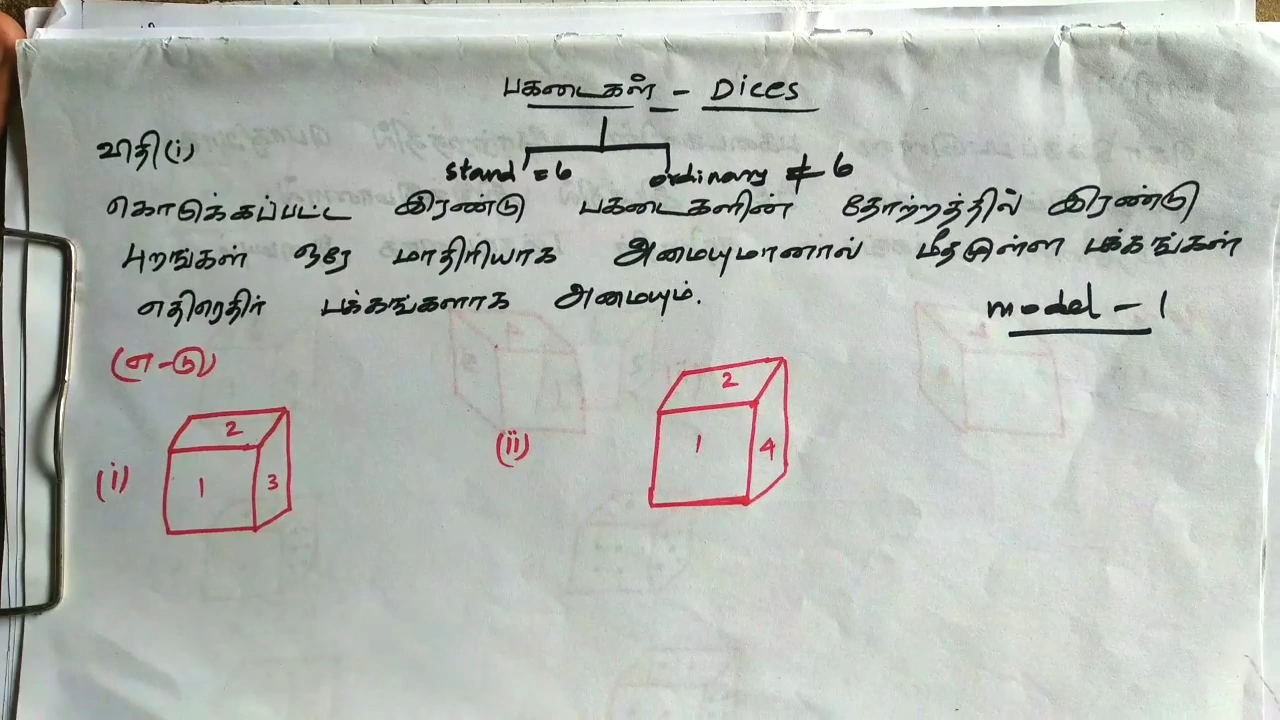 பகடைகள் - Dices
விதி (i)
stand = 6 ordinary ≠ 6
கொடுக்கப்பட்ட இரண்டு பகடைகளின் தோற்றத்தில் இரண்டு
புறங்கள் ஒரே மாதிரியாக அமையுமானால் மீதமுள்ள பக்கங்கள்
எதிரெதிர் பக்கங்களாக அமையும்.
model - 1
(எ-டு)
(i) 2 1 3
(ii) 2 1 4